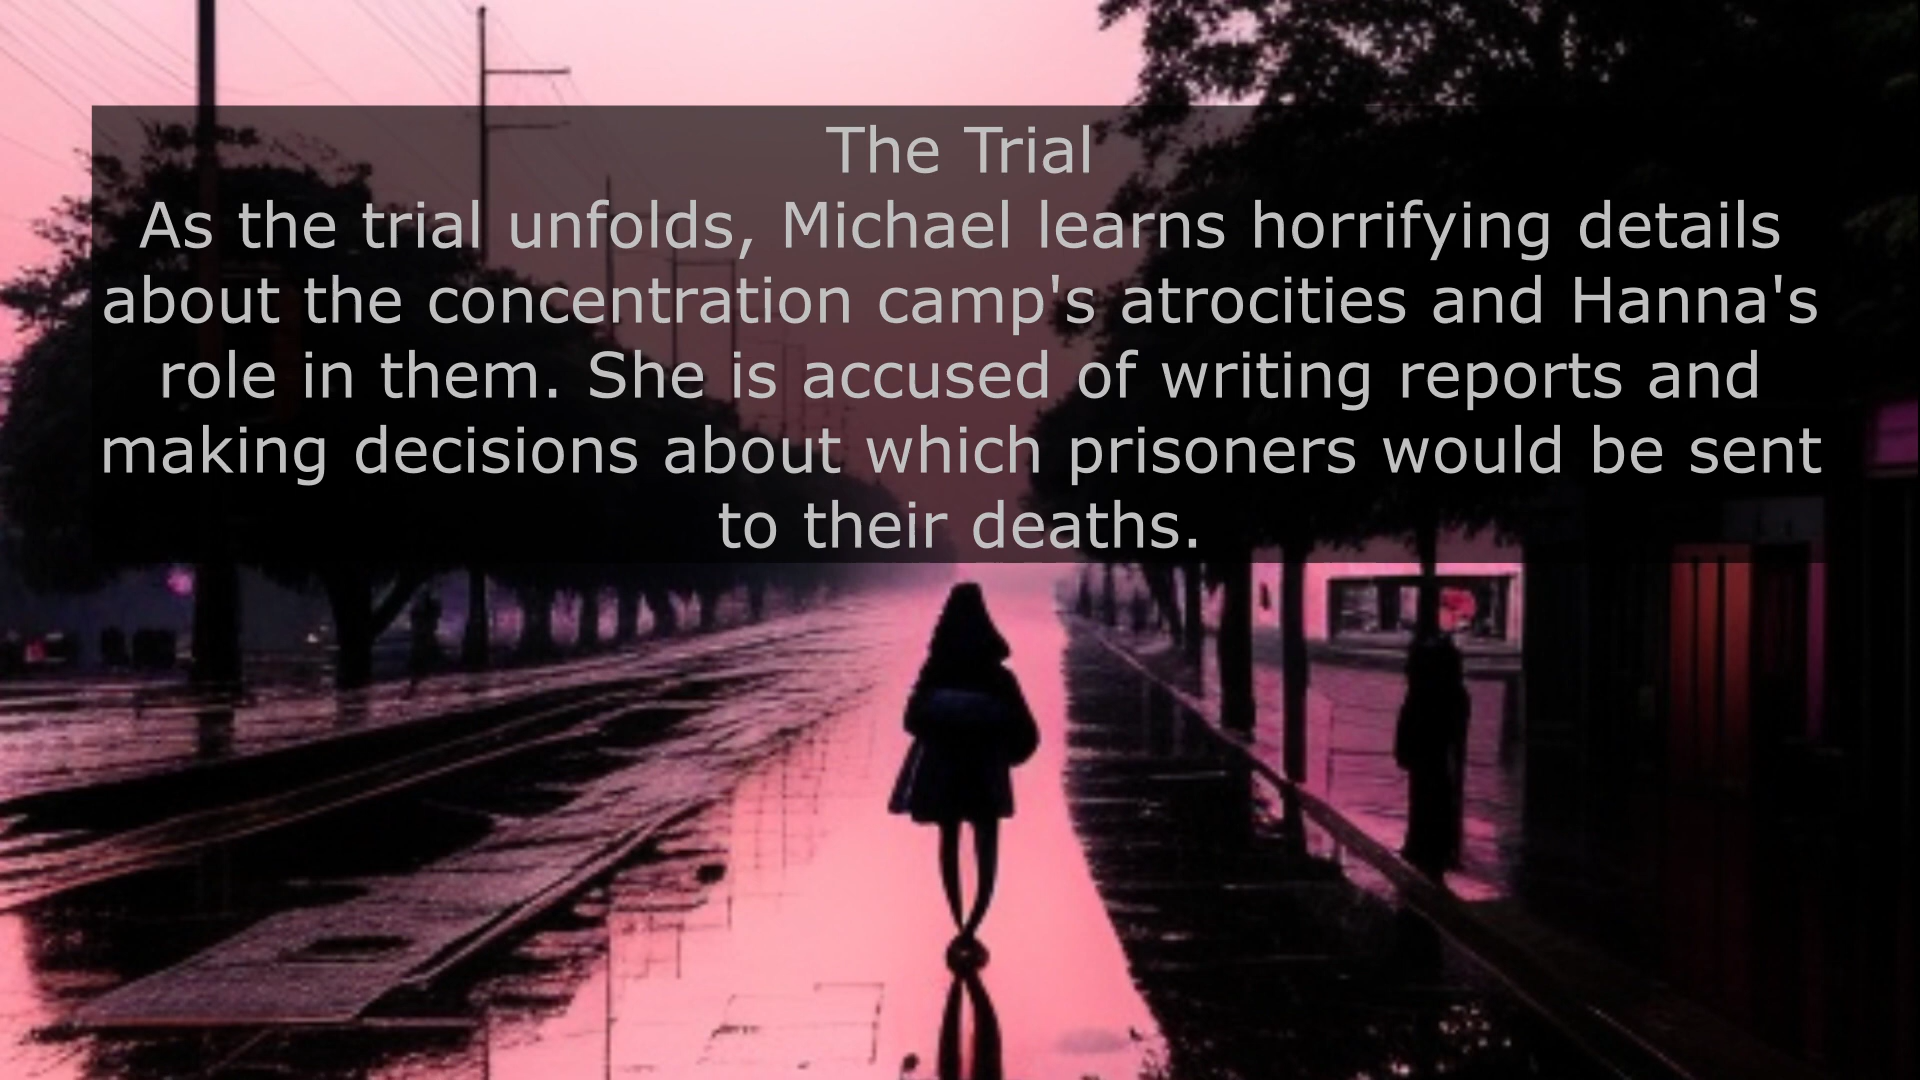 The Trial
As the trial unfolds, Michael learns horrifying details
about the concentration camp's atrocities and Hanna's
role in them. She is accused of writing reports and
making decisions about which prisoners would be sent
to their deaths.